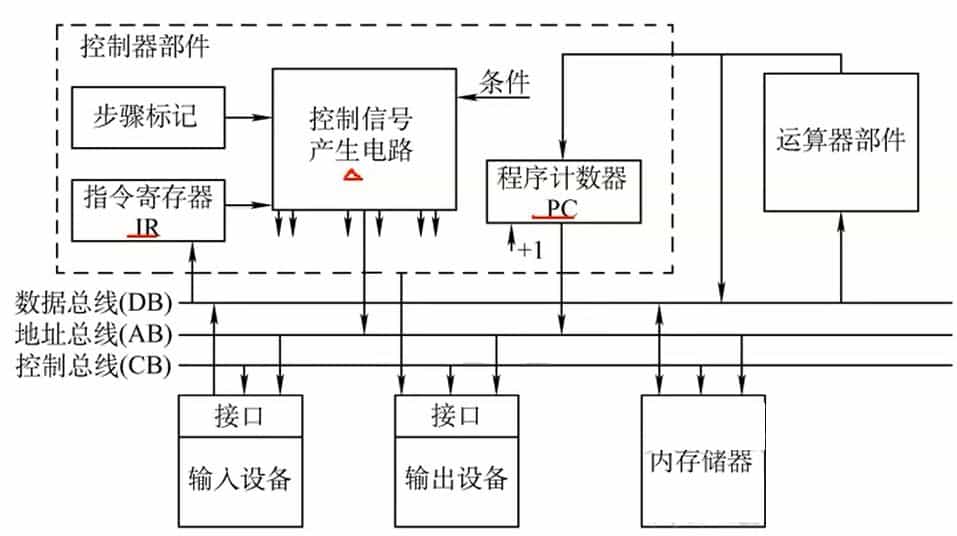 控制器部件
步骤标记
控制信号
产生电路
条件
运算器部件
指令寄存器
IR
程序计数器
PC
+1
数据总线(DB)
地址总线(AB)
控制总线(CB)
接口
输入设备
接口
输出设备
内存储器